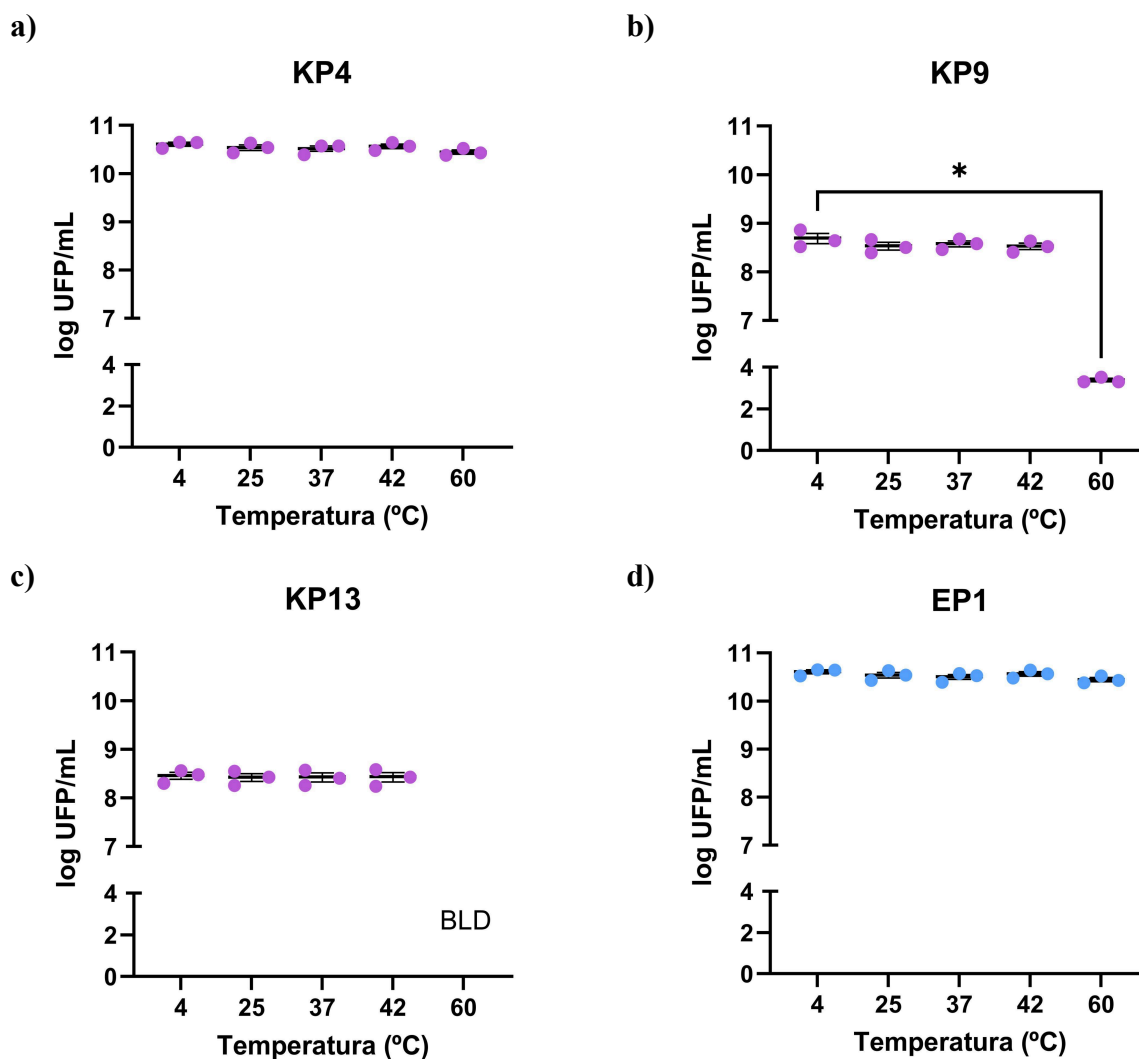 a)
KP4
log UFP/mL
11
10
9
8
7
4
2
0
4 25 37 42 60
Temperatura (ºC)
b)
KP9
*
log UFP/mL
11
10
9
8
7
4
2
0
4 25 37 42 60
Temperatura (ºC)
c)
KP13
log UFP/mL
11
10
9
8
7
4
2
0
BLD
4 25 37 42 60
Temperatura (ºC)
d)
EP1
log UFP/mL
11
10
9
8
7
4
2
0
4 25 37 42 60
Temperatura (ºC)